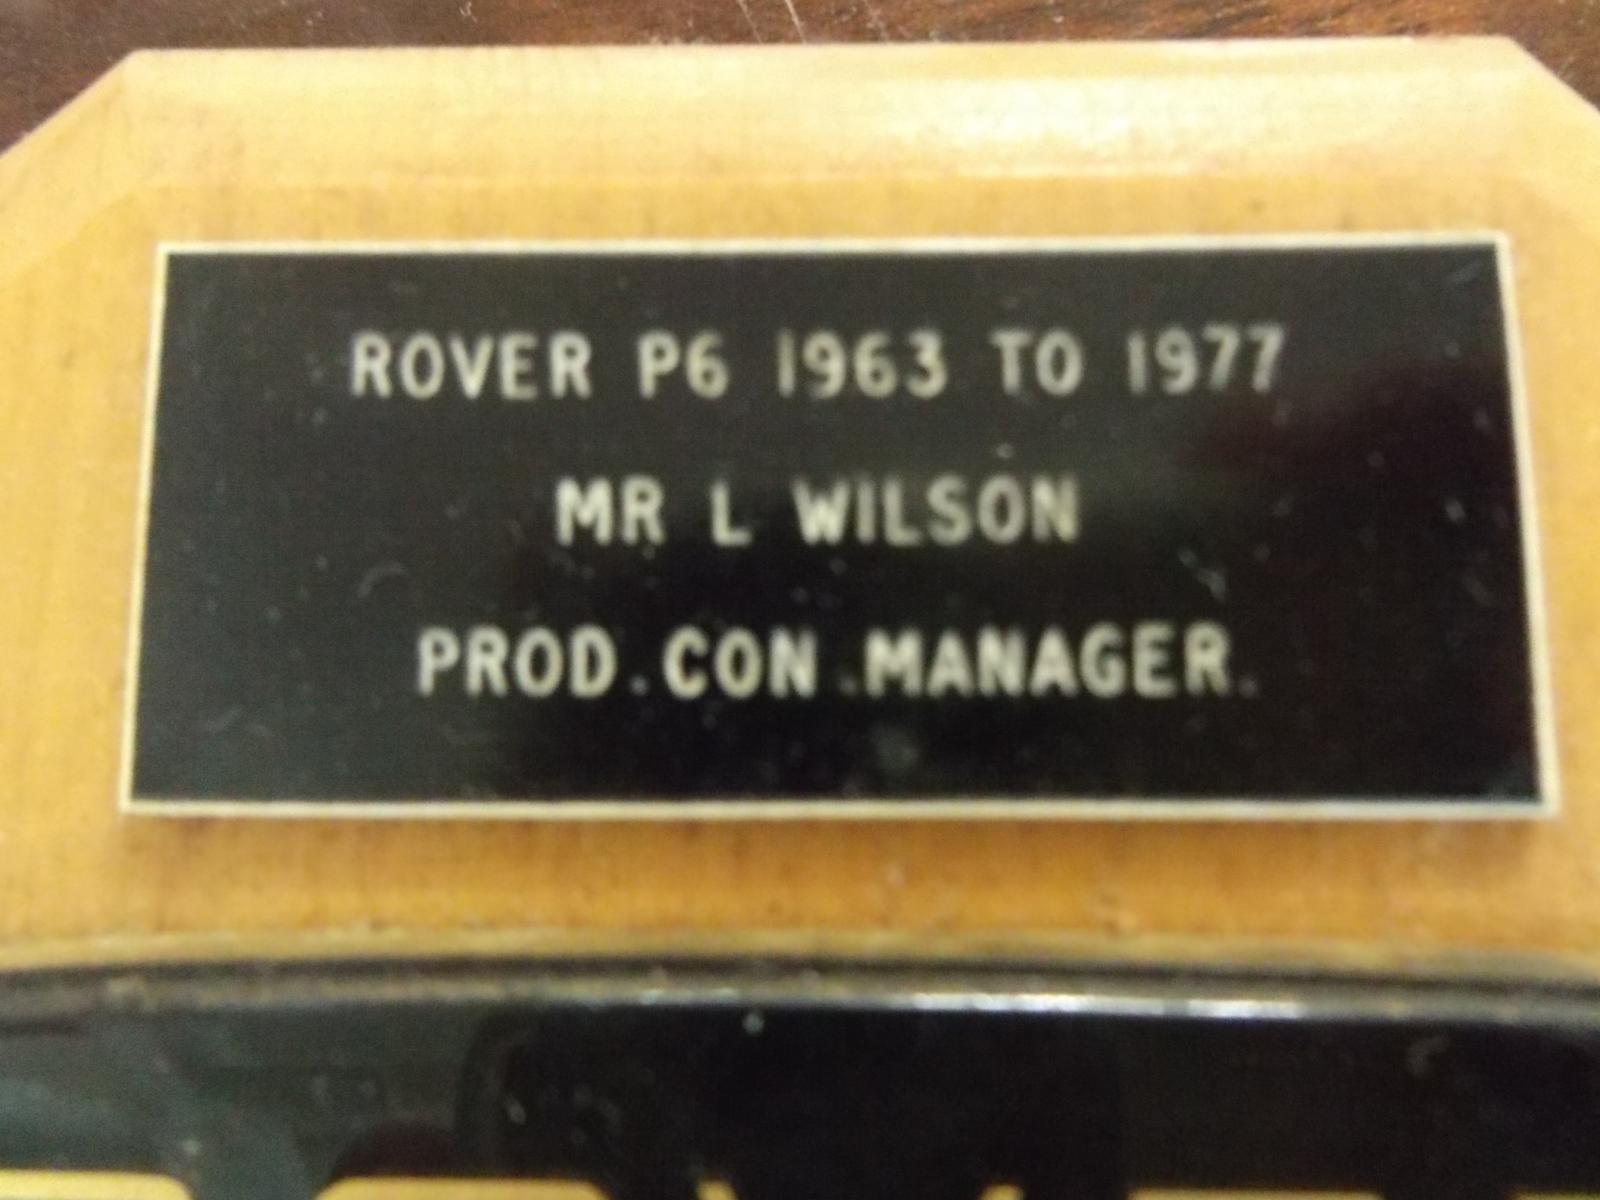 ROVER P6 1963 TO 1977
MR L WILSON
PROD.CON.MANAGER.